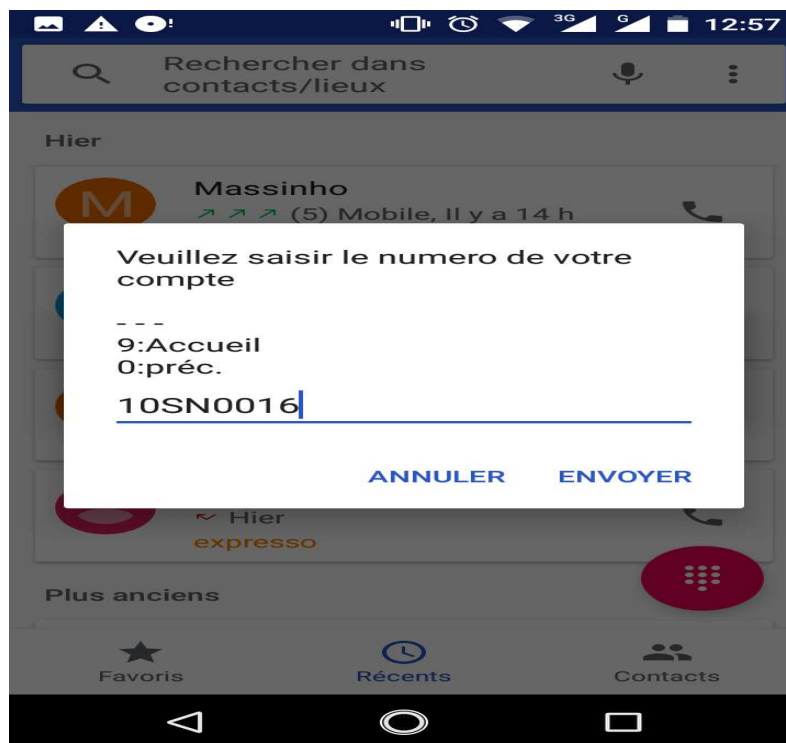 3G G 12:57
Rechercher dans
contacts/lieux
Hier
M Massinho
(5) Mobile, Il y a 14 h
Veuillez saisir le numero de votre
compte
---
9:Accueil
0:préc.
10SN0016
ANNULER ENVOYER
Hier
expresso
Plus anciens
Favoris Récents Contacts